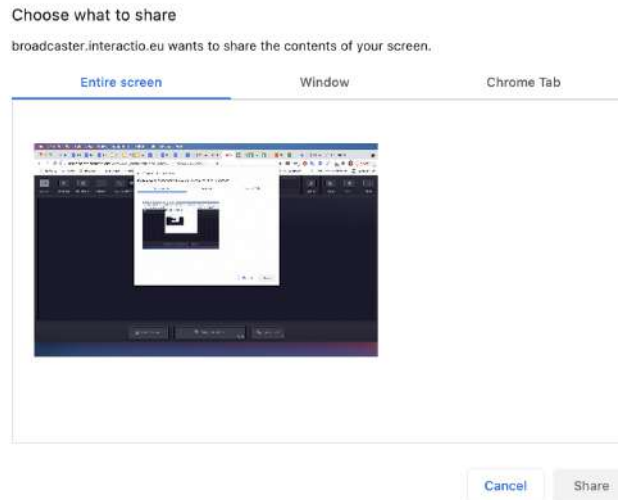 Choose what to share
broadcaster.interactio.eu wants to share the contents of your screen.
Entire screen Window Chrome Tab
Cancel Share